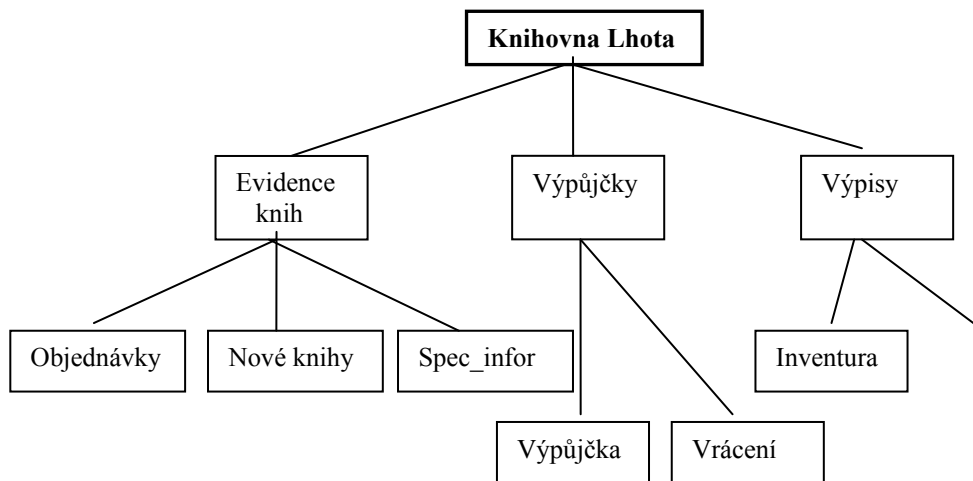 Knihovna Lhota
Evidence
knih
Výpůjčky
Výpisy
Objednávky
Nové knihy
Spec_infor
Inventura
Výpůjčka
Vrácení